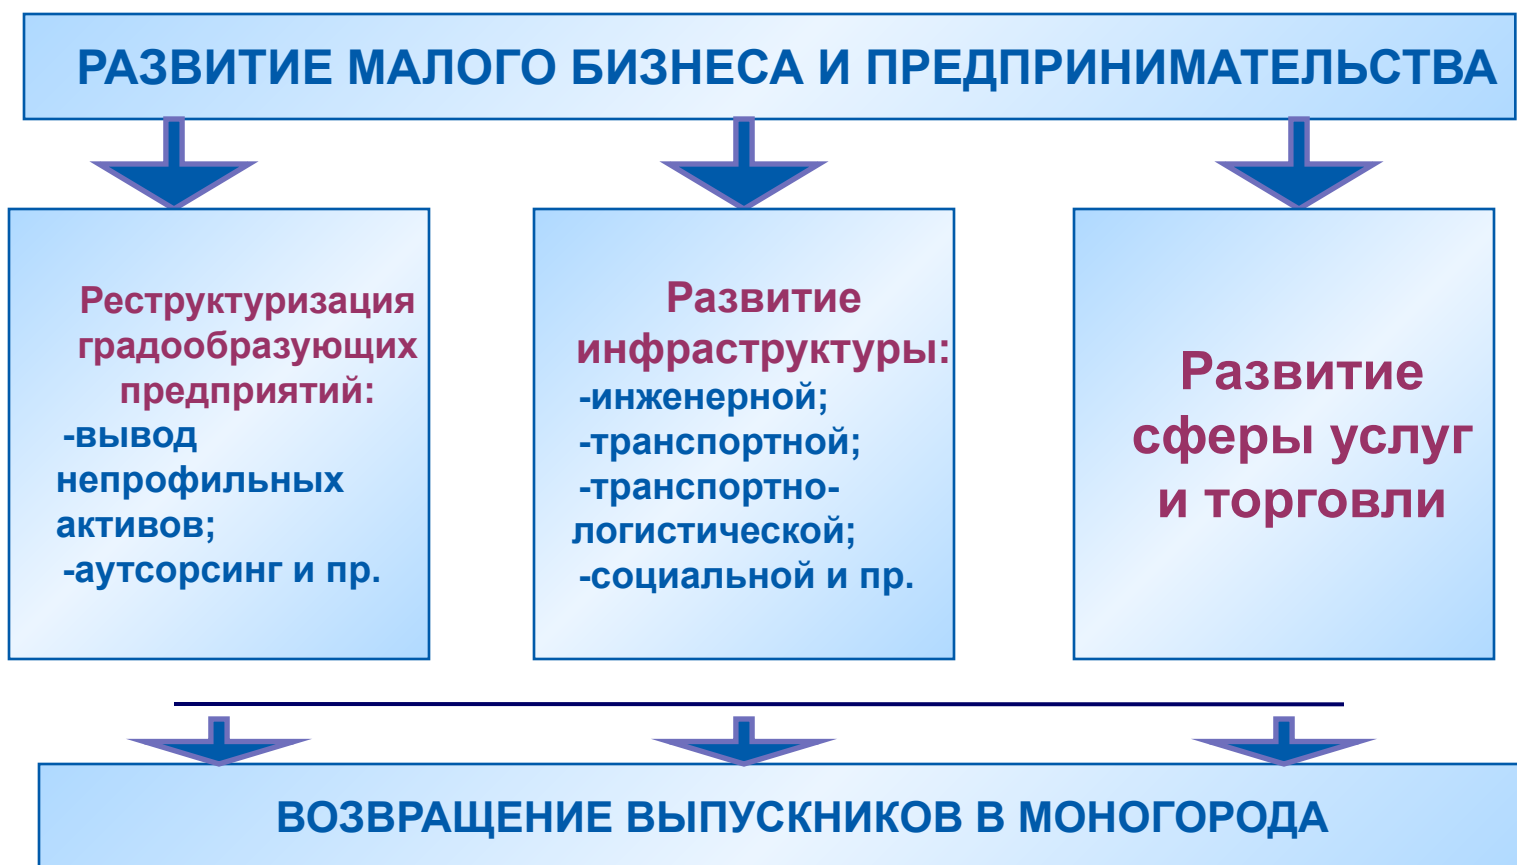 РАЗВИТИЕ МАЛОГО БИЗНЕСА И ПРЕДПРИНИМАТЕЛЬСТВА
Реструктуризация
градообразующих
предприятий:
-вывод
непрофильных
активов;
-аутсорсинг и пр.
Развитие
инфраструктуры:
-инженерной;
-транспортной;
-транспортно-
логистической;
-социальной и пр.
Развитие
сферы услуг
и торговли
ВОЗВРАЩЕНИЕ ВЫПУСКНИКОВ В МОНОГОРОДА